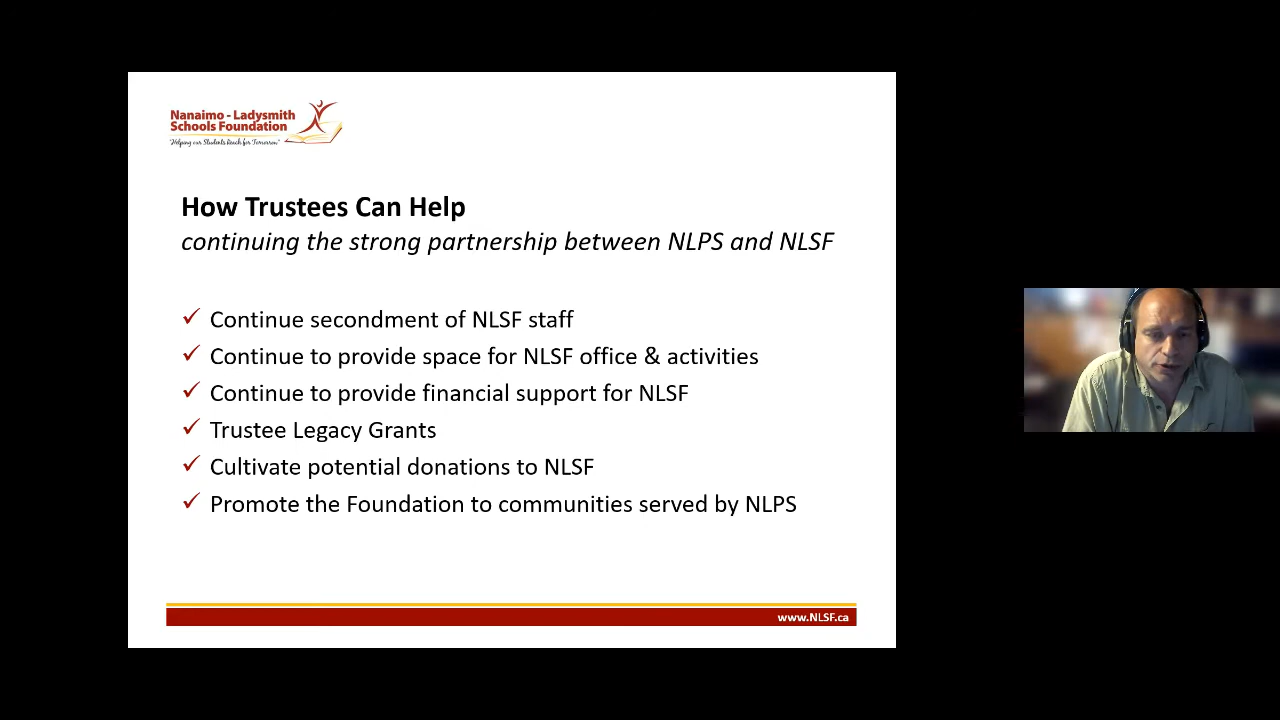 Nanaimo - Ladysmith
Schools Foundation
"Helping our Students Reach for Tomorrow"
How Trustees Can Help
continuing the strong partnership between NLPS and NLSF
✓ Continue secondment of NLSF staff
✓ Continue to provide space for NLSF office & activities
✓ Continue to provide financial support for NLSF
✓ Trustee Legacy Grants
✓ Cultivate potential donations to NLSF
✓ Promote the Foundation to communities served by NLPS
www.NLSF.ca